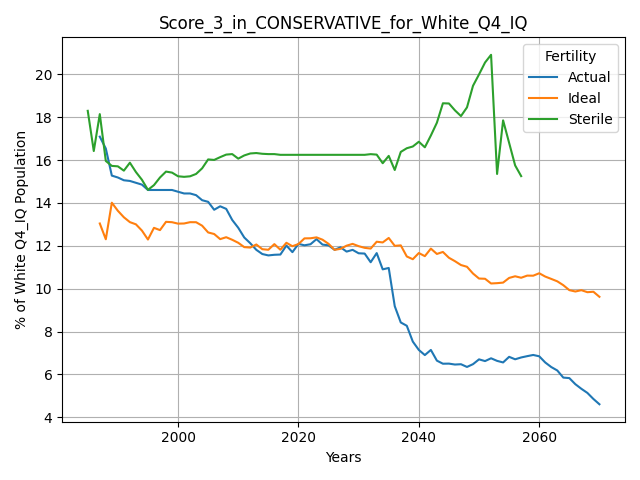 Score_3_in_CONSERVATIVE_for_White_Q4_IQ
Fertility
Actual
Ideal
Sterile
% of White Q4_IQ Population
20
18
16
14
12
10
8
6
4
2000
2020
2040
2060
Years